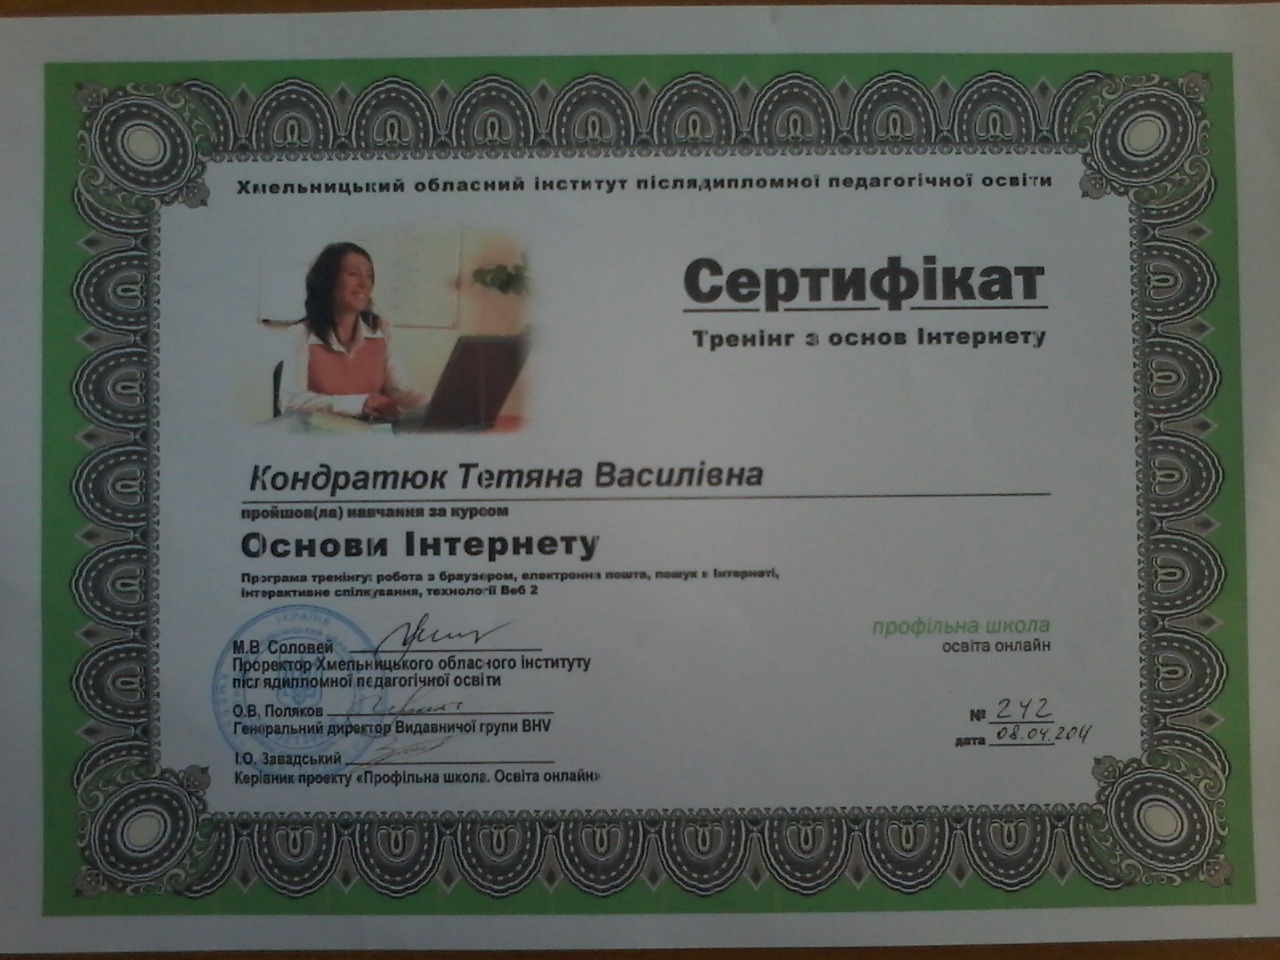 Хмельницький обласний інститут післядипломної педагогічної освіти
Сертифікат
Тренінг з основ Інтернету
Кондратюк Тетяна Василівна
пройшов(ла) навчання за курсом
Основи Інтернету
Програма тренінгу: робота з браузером, електронна пошта, пошук в Інтернеті,
інтерактивне спілкування, технології Веб 2
профільна школа
освіта онлайн
УКРАЇНА
М.В. Соловей
Проректор Хмельницького обласного інституту
післядипломної педагогічної освіти
О.В. Поляков
Генеральний директор Видавничої групи BHV
І.О. Завадський
Керівник проекту «Профільна школа. Освіта онлайн»
№ 242
дата 08.04.2011